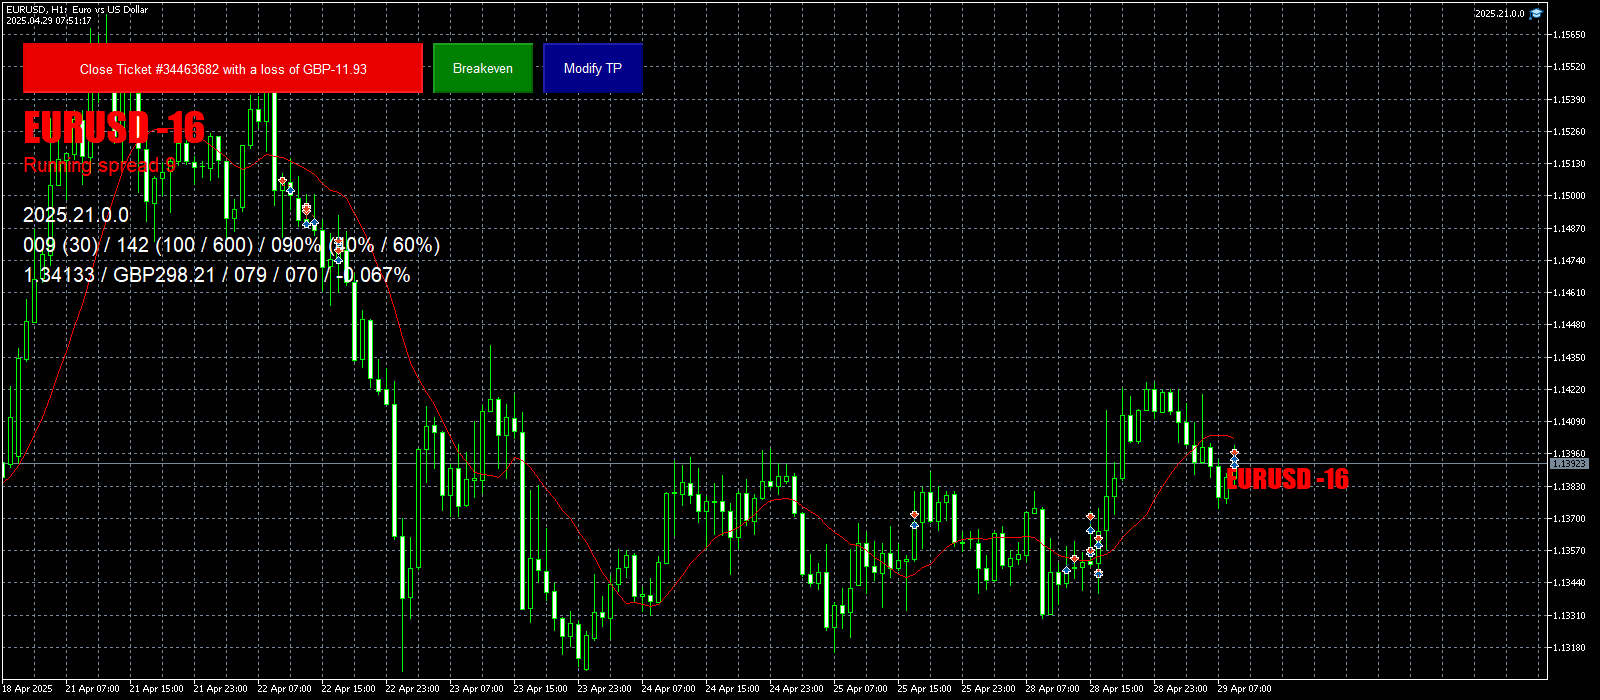 EURUSD, H1: Euro vs US Dollar
2025.04.29 07:51:17
2025.21.0.0
Close Ticket #34463682 with a loss of GBP-11.93
Breakeven
Modify TP
EURUSD -16
Running spread
2025.21.0.0
009 (30) / 142 (100 / 600) / 090% / 60%)
1.34133 / GBP298.21 / 079 / 070 / -0.067%
EURUSD -16
1.15650
1.15520
1.15390
1.15260
1.15130
1.15000
1.14870
1.14740
1.14610
1.14480
1.14350
1.14220
1.14090
1.13960
1.13923
1.13830
1.13700
1.13570
1.13440
1.13310
1.13180
18 Apr 2025
21 Apr 07:00
21 Apr 15:00
21 Apr 23:00
22 Apr 07:00
22 Apr 15:00
22 Apr 23:00
23 Apr 07:00
23 Apr 15:00
23 Apr 23:00
24 Apr 07:00
24 Apr 15:00
24 Apr 23:00
25 Apr 07:00
25 Apr 15:00
25 Apr 23:00
28 Apr 07:00
28 Apr 15:00
28 Apr 23:00
29 Apr 07:00